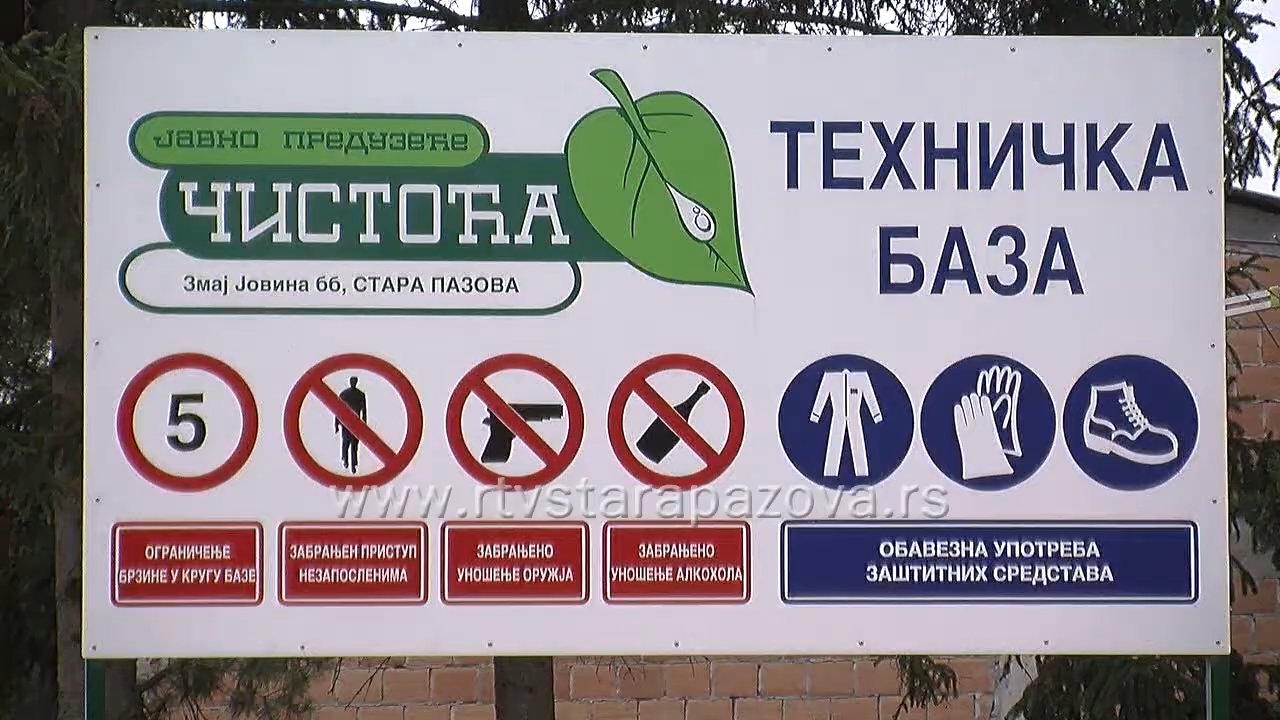 ЈАВНО ПРЕДУЗЕЋЕ
ЧИСТОЋА
Змај Јовина бб, СТАРА ПАЗОВА
ТЕХНИЧКА
БАЗА
5
www.rtvstarapazova.rs
ОГРАНИЧЕЊЕ
БРЗИНЕ У КРУГУ БАЗЕ
ЗАБРАЊЕН ПРИСТУП
НЕЗАПОСЛЕНИМА
ЗАБРАЊЕНО
УНОШЕЊЕ ОРУЖЈА
ЗАБРАЊЕНО
УНОШЕЊЕ АЛКОХОЛА
ОБАВЕЗНА УПОТРЕБА
ЗАШТИТНИХ СРЕДСТАВА